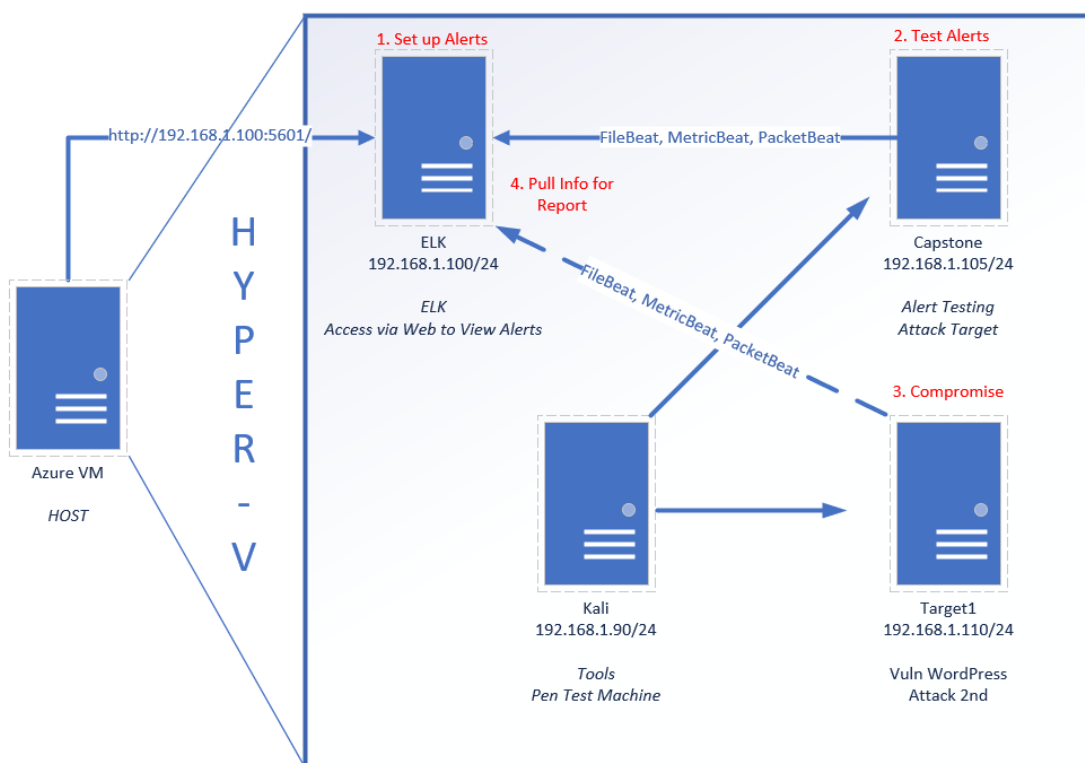 1. Set up Alerts
2. Test Alerts
http://192.168.1.100:5601/
FileBeat, MetricBeat, PacketBeat
4. Pull Info for
Report
HYPER-V
ELK
192.168.1.100/24
ELK
Access via Web to View Alerts
Capstone
192.168.1.105/24
Alert Testing
Attack Target
FileBeat, MetricBeat, PacketBeat
3. Compromise
Azure VM
HOST
Kali
192.168.1.90/24
Tools
Pen Test Machine
Target1
192.168.1.110/24
Vuln WordPress
Attack 2nd